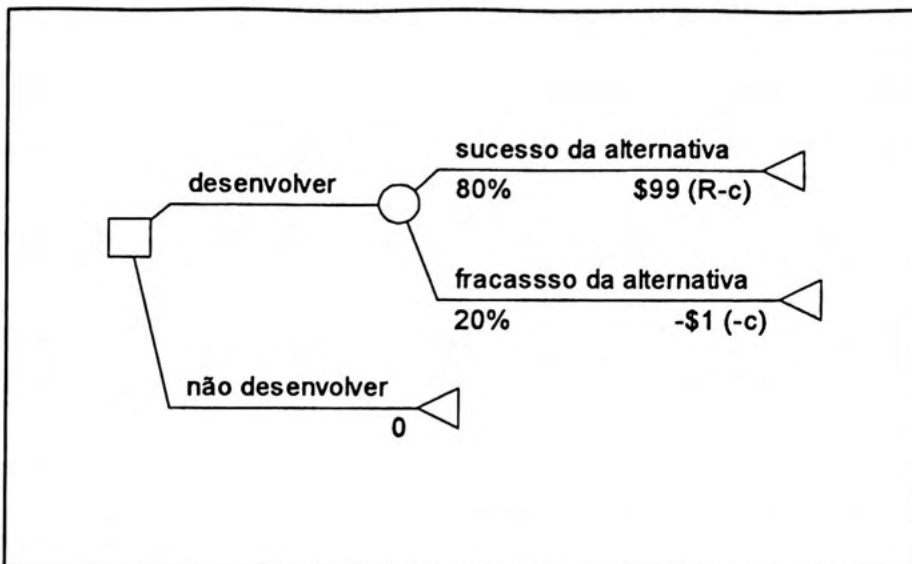 sucesso da alternativa
desenvolver
80% $99 (R-c)
fracassso da alternativa
20% -$1 (-c)
não desenvolver
0